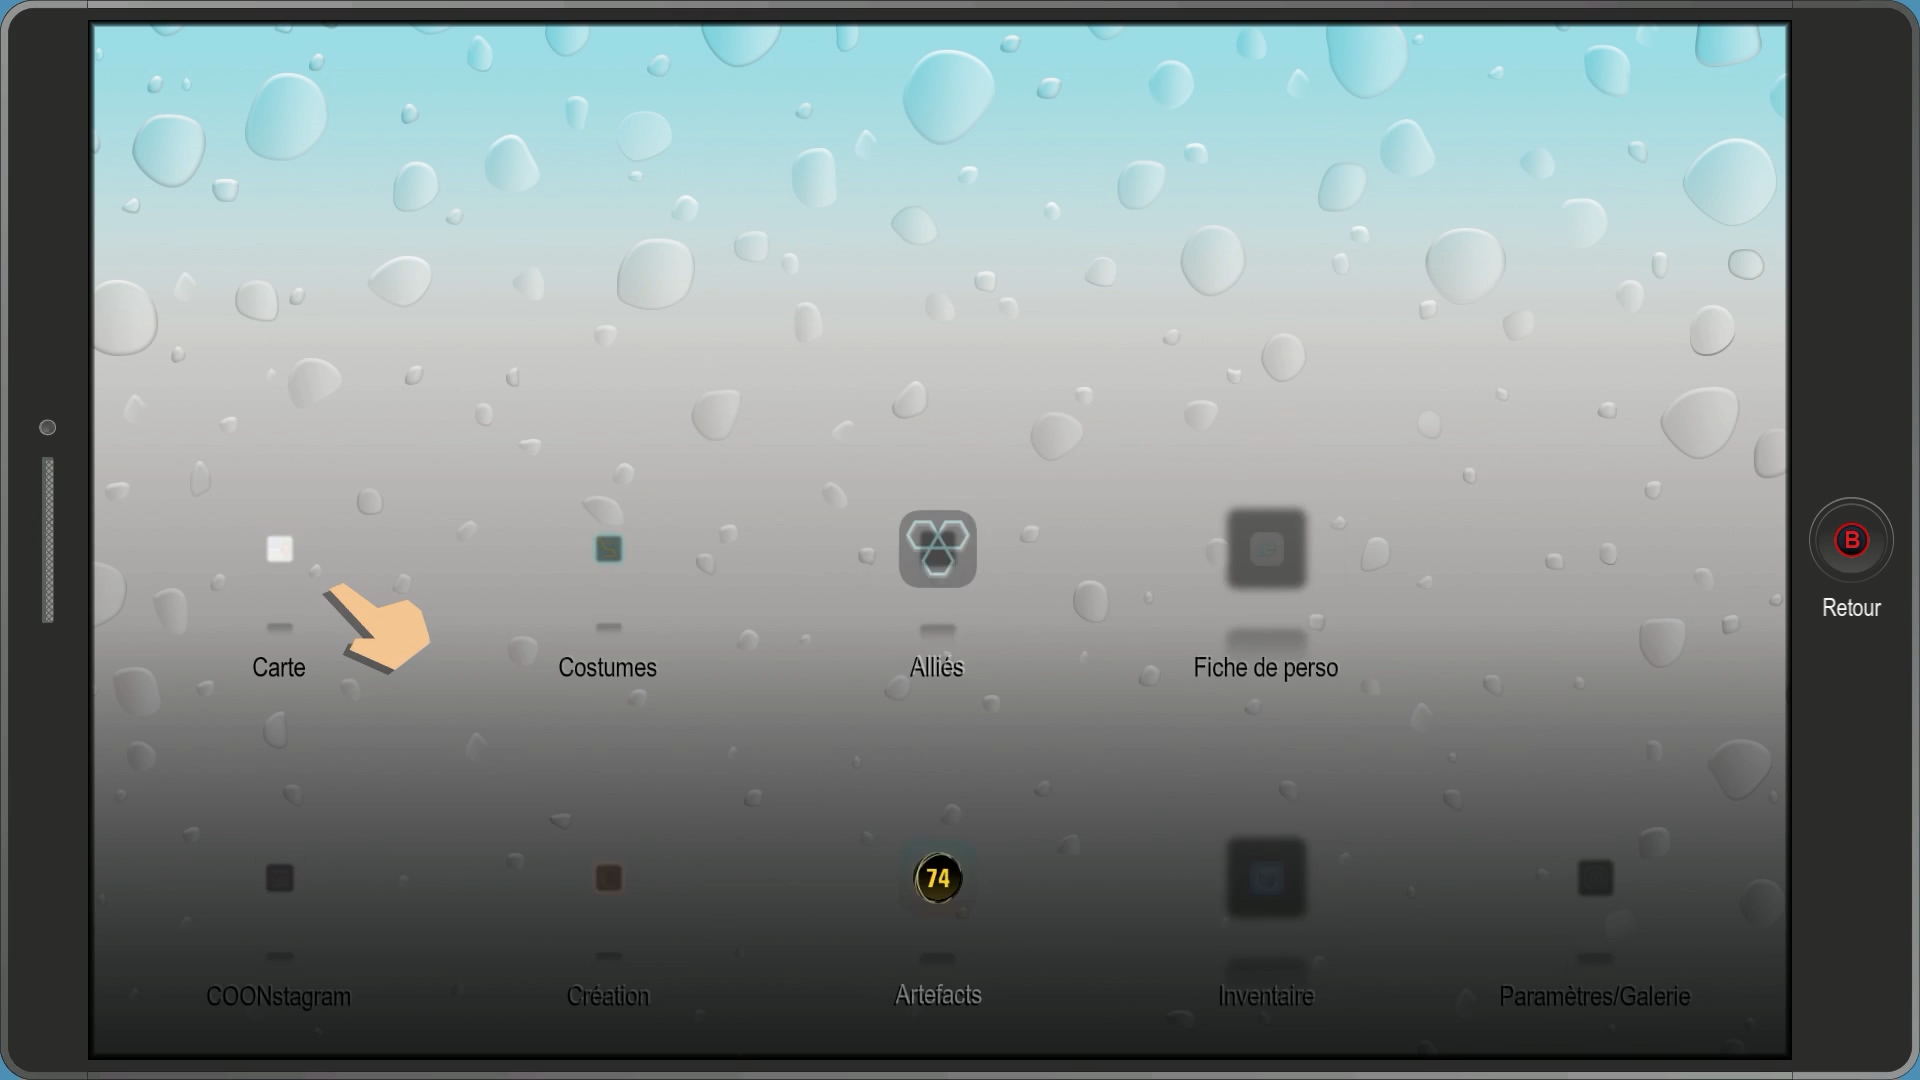 B
Retour
Carte
Costumes
Alliés
Fiche de perso
74
COONstagram
Création
Artefacts
Inventaire
Paramètres/Galerie